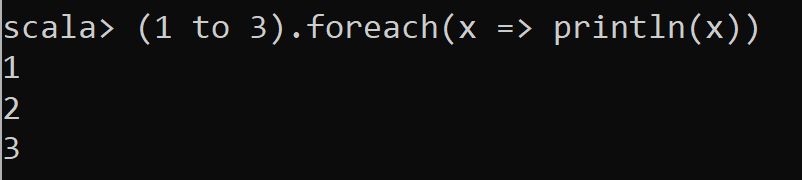 scala> (1 to 3).foreach(x => println(x))
1
2
3